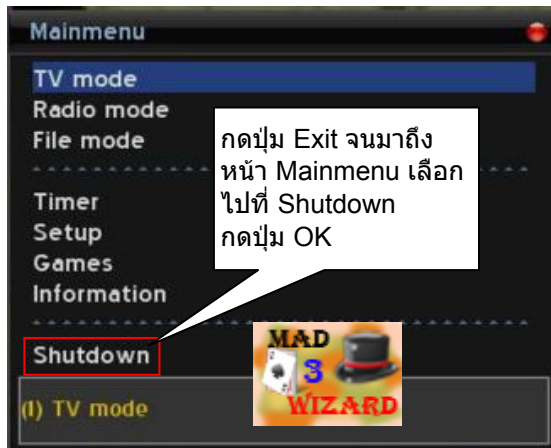 Mainmenu
TV mode
Radio mode
File mode
กดปุ่ม Exit จนมาถึง
หน้า Mainmenu เลือก
ไปที่ Shutdown
กดปุ่ม OK
Timer
Setup
Games
Information
Shutdown
MAD
3
WIZARD
(I) TV mode